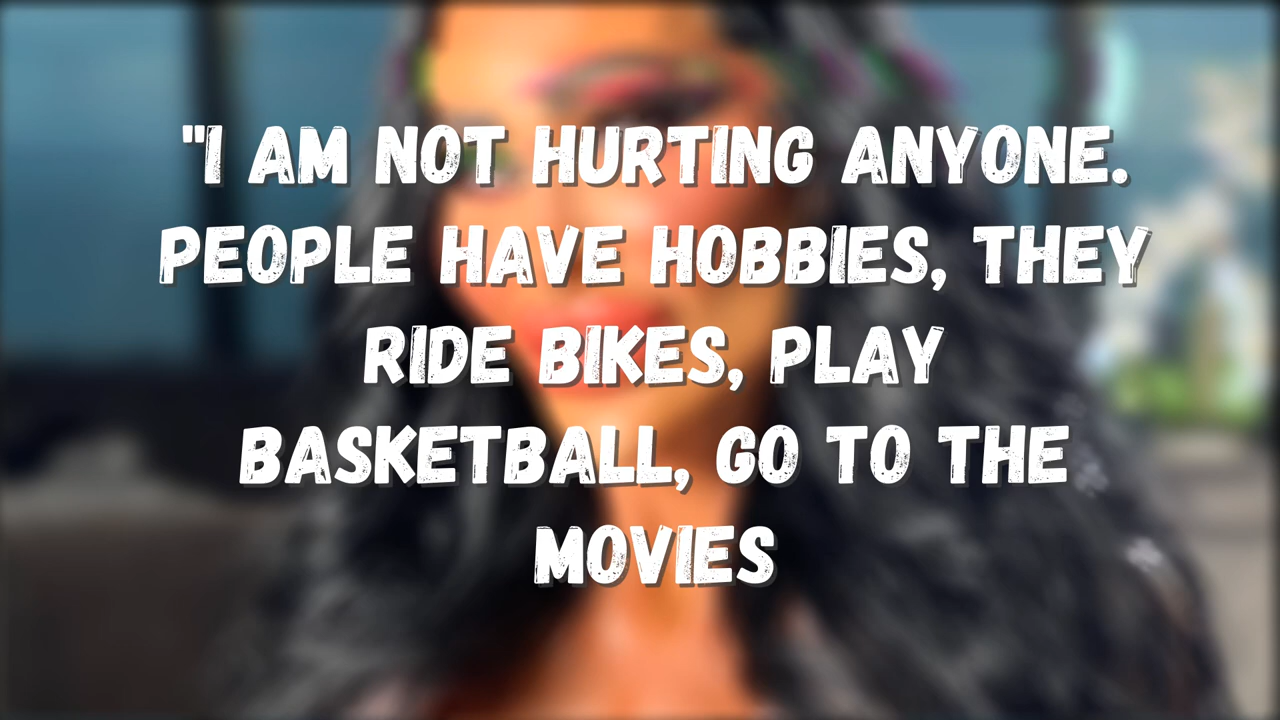 "I AM NOT HURTING ANYONE.
PEOPLE HAVE HOBBIES, THEY
RIDE BIKES, PLAY
BASKETBALL, GO TO THE
MOVIES